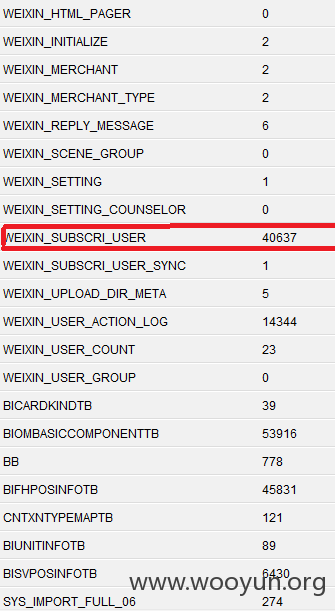 WEIXIN_HTML_PAGER 0
WEIXIN_INITIALIZE 2
WEIXIN_MERCHANT 2
WEIXIN_MERCHANT_TYPE 2
WEIXIN_REPLY_MESSAGE 6
WEIXIN_SCENE_GROUP 0
WEIXIN_SETTING 1
WEIXIN_SETTING_COUNSELOR 0
WEIXIN_SUBSCRI_USER 40637
WEIXIN_SUBSCRI_USER_SYNC 1
WEIXIN_UPLOAD_DIR_META 5
WEIXIN_USER_ACTION_LOG 14344
WEIXIN_USER_COUNT 23
WEIXIN_USER_GROUP 0
BICARDKINDTB 39
BIOMBASICCOMPONENTTB 53916
BB 778
BIFHPOSINFOTB 45831
CNTXNTYPEMAPTB 121
BIUNITINFOTB 89
BISVPOSINFOTB 6430
www.wooyun.org
SYS_IMPORT_FULL_06 274